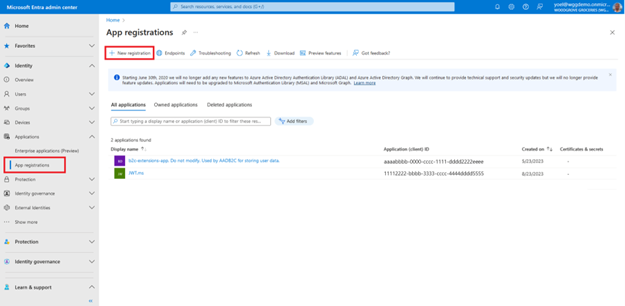 Microsoft Entra admin center
Search resources, services, and docs (G+/)
Home
Favorites
Identity
Overview
Users
Groups
Devices
Applications
Enterprise applications (Preview)
App registrations
Protection
Identity governance
External Identities
Show more
Protection
Identity governance
Learn & support
Home
App registrations
New registration
Endpoints
Troubleshooting
Refresh
Download
Preview features
Got feedback?
Starting June 30th, 2020 we will no longer add any new features to Azure Active Directory Authentication Library (ADAL) and Azure Active Directory Graph. We will continue to provide technical support and security updates but we will no longer provide
feature updates. Applications will need to be upgraded to Microsoft Authentication Library (MSAL) and Microsoft Graph. Learn more
All applications
Owned applications
Deleted applications
Start typing a display name or application (client) ID to filter these res...
Add filters
2 applications found
Display name
Application (client) ID
Created on
Certificates & secrets
b2c-extensions-app. Do not modify. Used by AADB2C for storing user data.
aaaabbbb-0000-cccc-1111-dddd2222eeee
5/23/2023
-
JWT.ms
11112222-bbbb-3333-cccc-4444dddd5555
8/23/2023
-